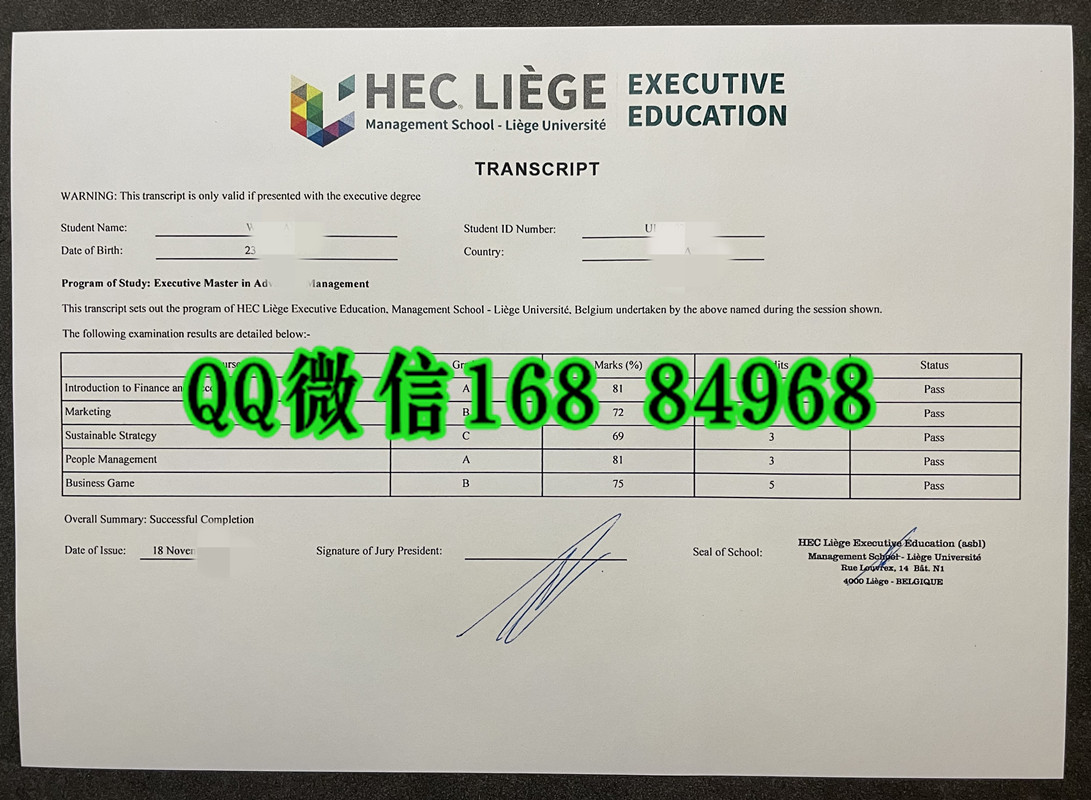 HEC LIÈGE
Management School - Liège Université
EXECUTIVE
EDUCATION
TRANSCRIPT
WARNING: This transcript is only valid if presented with the executive degree
Student Name:
Student ID Number:
Date of Birth: 23
Country:
Program of Study: Executive Master in Management
This transcript sets out the program of HEC Liège Executive Education, Management School - Liège Université, Belgium undertaken by the above named during the session shown.
The following examination results are detailed below:-
Marks (%) Status
Introduction to Finance A 81 Pass
QQ微信168 84968
Marketing B 72 Pass
Sustainable Strategy C 69 3 Pass
People Management A 81 3 Pass
Business Game B 75 5 Pass
Overall Summary: Successful Completion
Date of Issue: 18
Signature of Jury President:
Seal of School:
HEC Liège Executive Education (asbl)
Management School - Liège Université
Rue Louvrex, 14 Bât. N1
4000 Liège - BELGIQUE